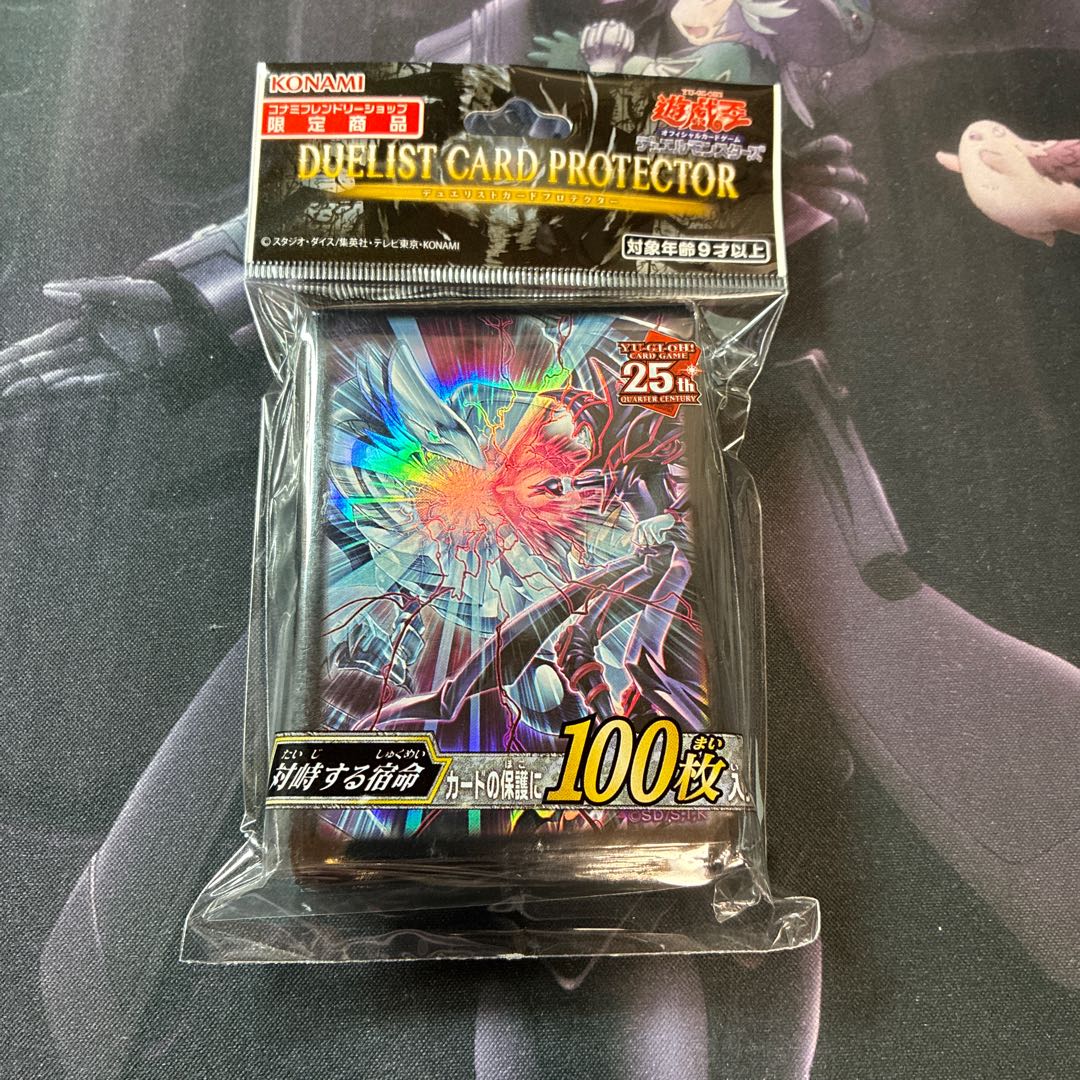 KONAMI
コナミフレンドリーショップ
限定商品
YU-GI-OH!
遊戯王
オフィシャルカードゲーム
デュエルモンスターズ
DUELIST CARD PROTECTOR
デュエリストカードプロテクター
©スタジオ・ダイス/集英社・テレビ東京・KONAMI
対象年齢9才以上
YU-GI-OH!
CARD GAME
25th
QUARTER CENTURY
たいじ しゅくめい
対峙する宿命
ほご
カードの保護に
まい
100枚
入